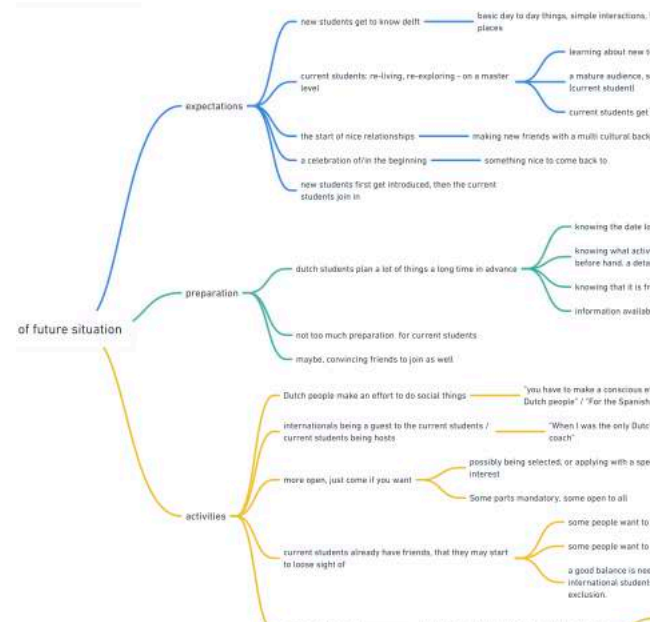 new students get to know delft
basic day to day things, simple interactions,
places
learning about new
current students: re-living, re-exploring - on a master
level
a mature audience,
(current student)
current students get
expectations
the start of nice relationships
making new friends with a multi cultural
a celebration of/in the beginning
something nice to come back to
new students first get introduced, then the current
students join in
knowing the date
knowing what
before hand, a
dutch students plan a lot of things a long time in advance
knowing that it is
information
preparation
not too much preparation for current students
maybe, convincing friends to join as well
of future situation
Dutch people make an effort to do social things
"you have to make a conscious
Dutch people" / "For the Spanish
internationals being a guest to the current students /
current students being hosts
"When I was the only
coach"
more open, just come if you want
possibly being selected, or applying with a
interest
Some parts mandatory, some open to all
activities
some people want to
current students already have friends, that they may start
to loose sight of
some people want to
a good balance is
international
exclusion.